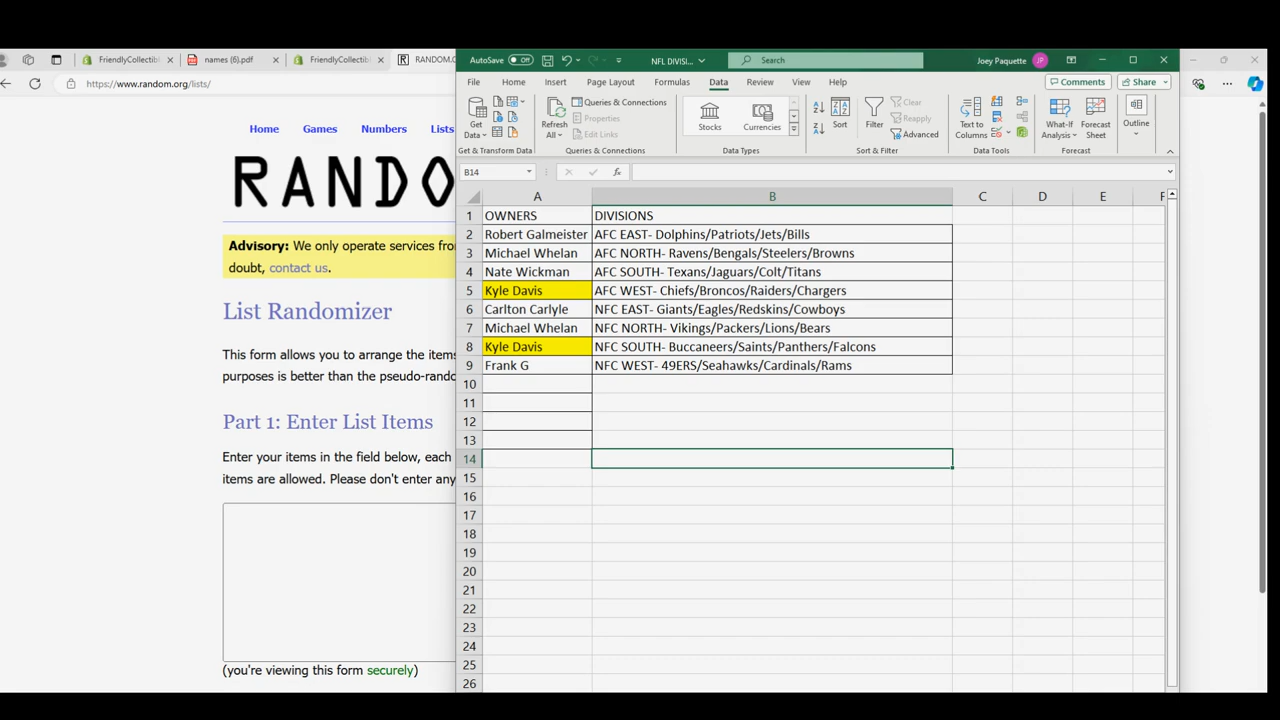 FriendlyCollectibl
names (6).pdf
FriendlyCollectibl
RANDOM.O
https://www.random.org/lists/
Home Games Numbers Lists
RANDO
Advisory: We only operate services fro
doubt, contact us.
List Randomizer
This form allows you to arrange the item
purposes is better than the pseudo-rando
Part 1: Enter List Items
Enter your items in the field below, each
items are allowed. Please don't enter any
(you're viewing this form securely)
AutoSave Off NFL DIVISI... Search Joey Paquette JP
File Home Insert Page Layout Formulas Data Review View Help Comments Share
Get Data Refresh All Queries & Connections Properties Edit Links Stocks Currencies Sort Filter Clear Reapply Advanced Text to Columns What-If Analysis Forecast Sheet Outline
Get & Transform Data Queries & Connections Data Types Sort & Filter Data Tools Forecast
B14 fx
A B C D E F
1 OWNERS DIVISIONS
2 Robert Galmeister AFC EAST- Dolphins/Patriots/Jets/Bills
3 Michael Whelan AFC NORTH- Ravens/Bengals/Steelers/Browns
4 Nate Wickman AFC SOUTH- Texans/Jaguars/Colt/Titans
5 Kyle Davis AFC WEST- Chiefs/Broncos/Raiders/Chargers
6 Carlton Carlyle NFC EAST- Giants/Eagles/Redskins/Cowboys
7 Michael Whelan NFC NORTH- Vikings/Packers/Lions/Bears
8 Kyle Davis NFC SOUTH- Buccaneers/Saints/Panthers/Falcons
9 Frank G NFC WEST- 49ERS/Seahawks/Cardinals/Rams
10
11
12
13
14
15
16
17
18
19
20
21
22
23
24
25
26